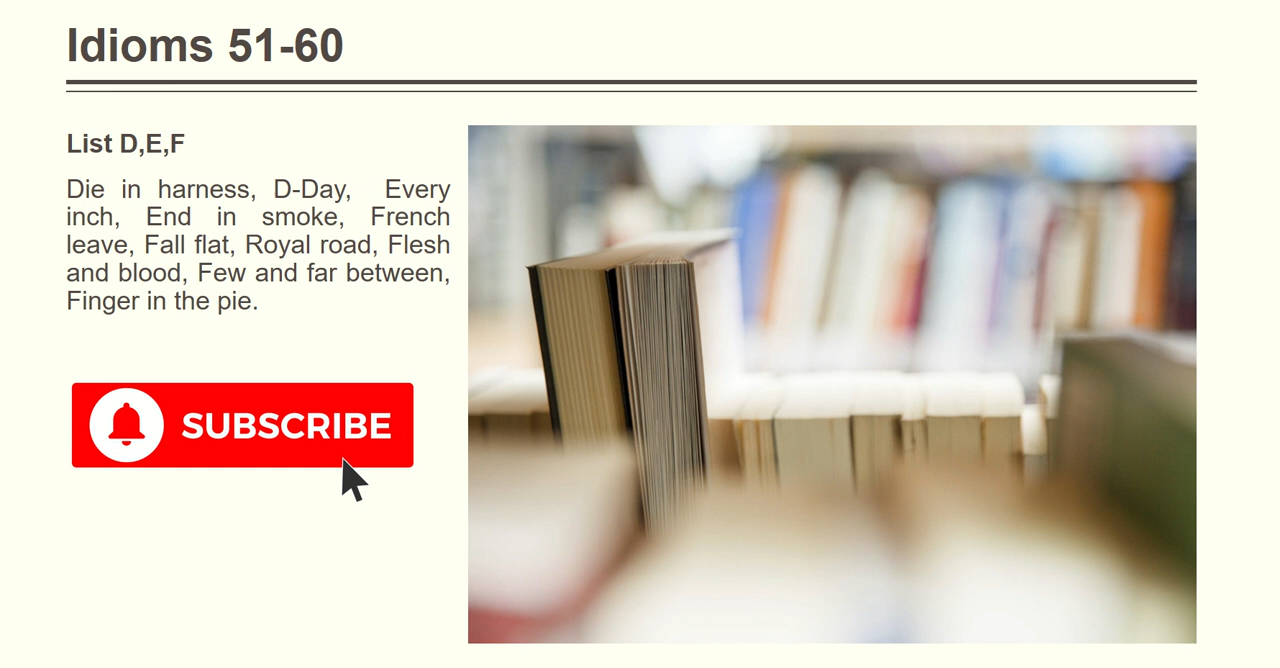 Idioms 51-60
List D,E,F
Die in harness, D-Day, Every
inch, End in smoke, French
leave, Fall flat, Royal road, Flesh
and blood, Few and far between,
Finger in the pie.
SUBSCRIBE